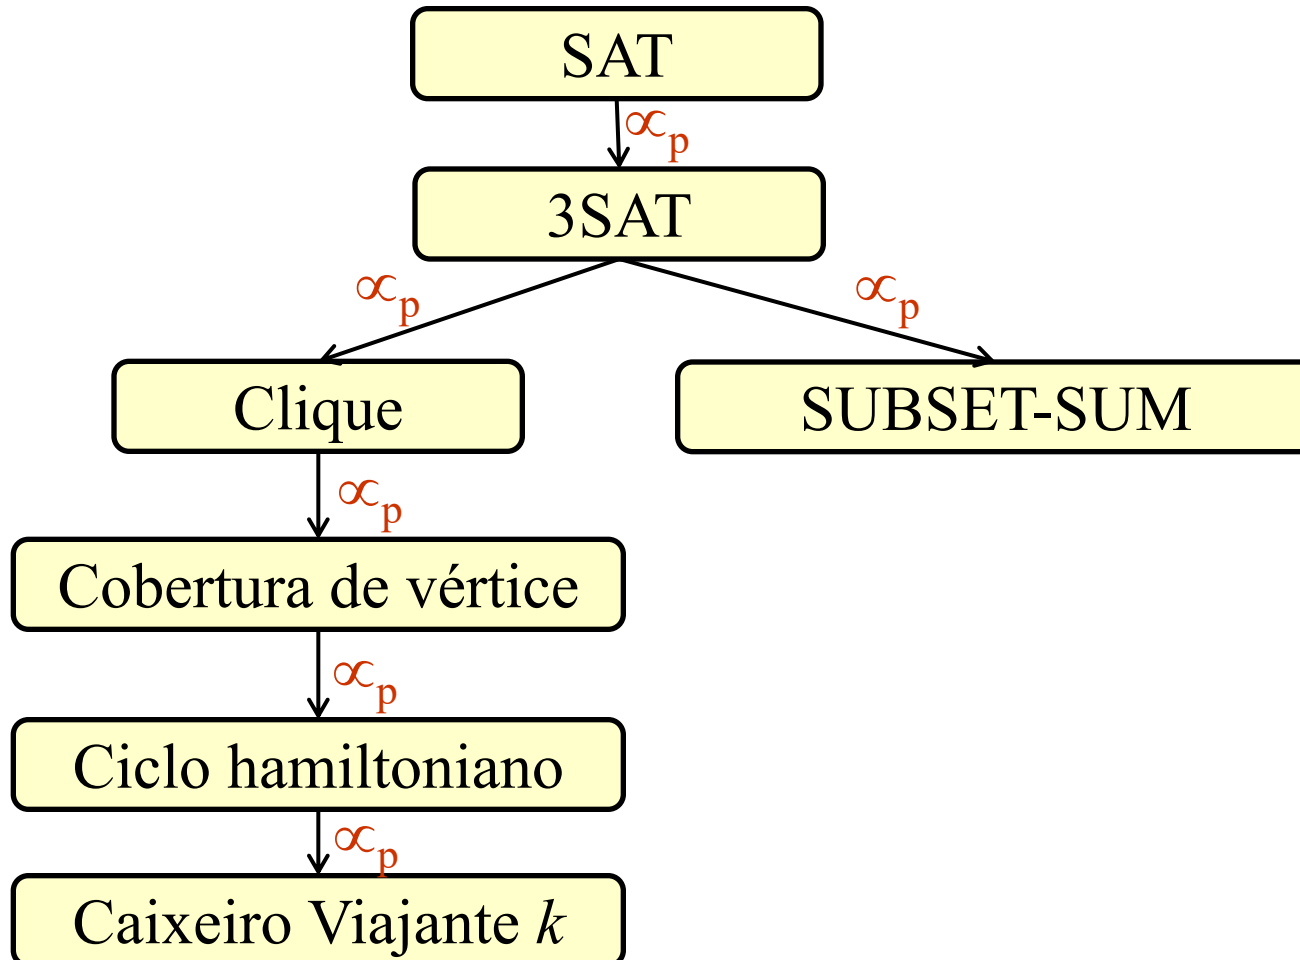 SAT
∝p
3SAT
∝p
∝p
Clique
SUBSET-SUM
∝p
Cobertura de vértice
∝p
Ciclo hamiltoniano
∝p
Caixeiro Viajante k